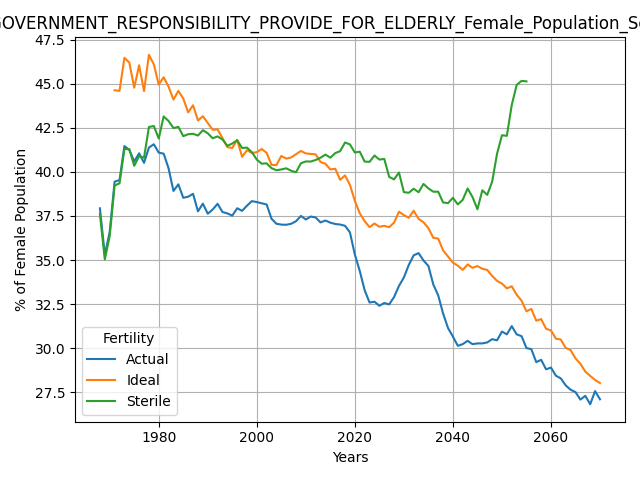 GOVERNMENT_RESPONSIBILITY_PROVIDE_FOR_ELDERLY_Female_Population_S
47.5
45.0
42.5
40.0
37.5
35.0
32.5
30.0
27.5
% of Female Population
Fertility
Actual
Ideal
Sterile
1980
2000
2020
2040
2060
Years